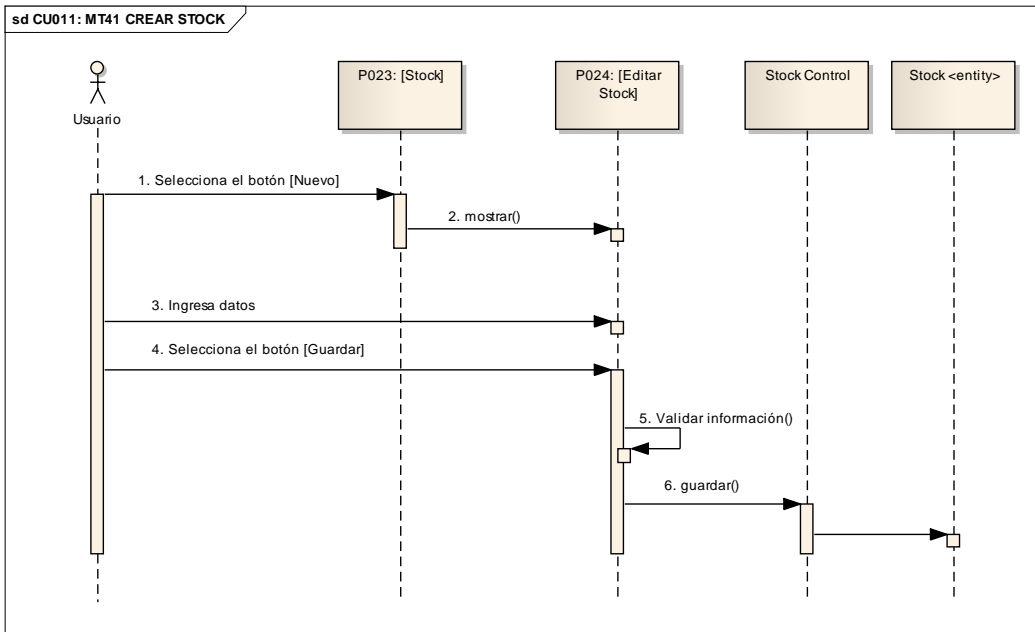 sd CU011: MT41 CREAR STOCK
Usuario
P023: [Stock]
P024: [Editar
Stock]
Stock Control
Stock <entity>
1. Selecciona el botón [Nuevo]
2. mostrar()
3. Ingresa datos
4. Selecciona el botón [Guardar]
5. Validar información()
6. guardar()